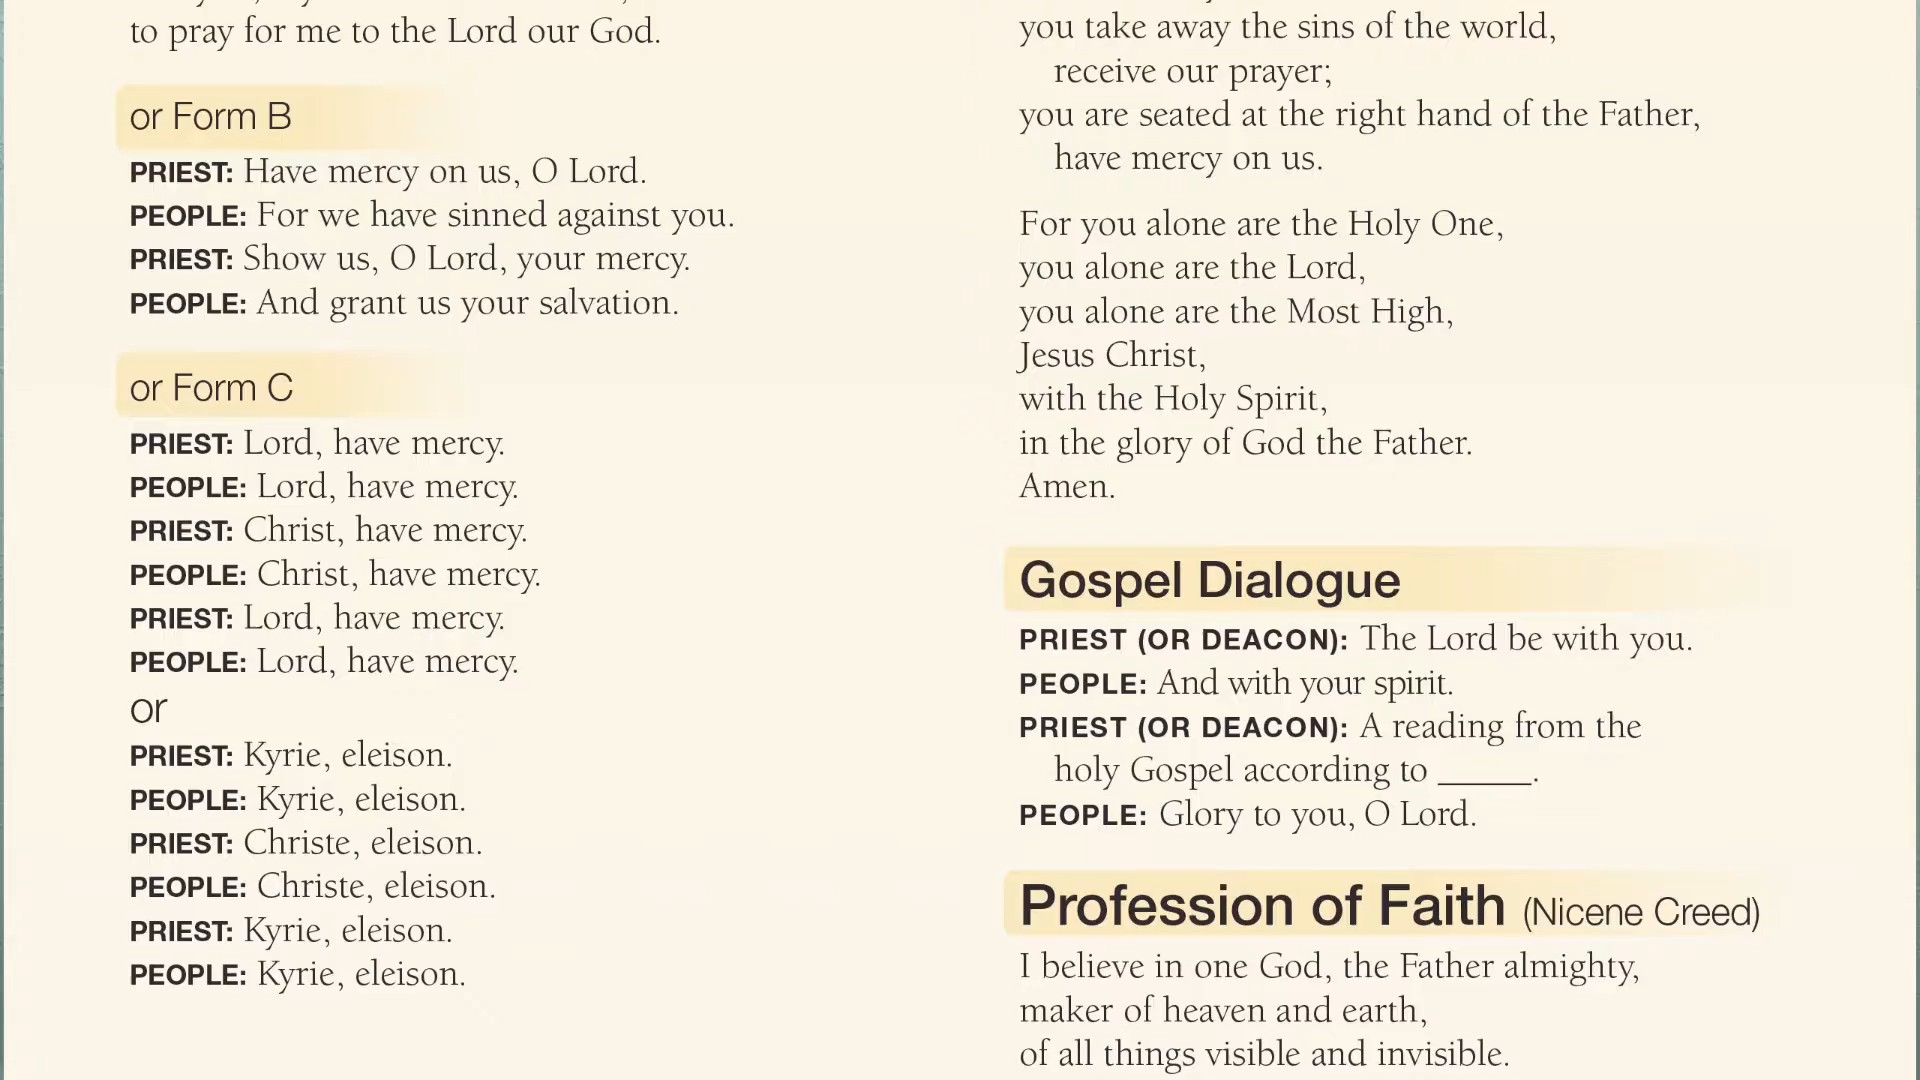 to pray for me to the Lord our God.
or Form B
PRIEST: Have mercy on us, O Lord.
PEOPLE: For we have sinned against you.
PRIEST: Show us, O Lord, your mercy.
PEOPLE: And grant us your salvation.
or Form C
PRIEST: Lord, have mercy.
PEOPLE: Lord, have mercy.
PRIEST: Christ, have mercy.
PEOPLE: Christ, have mercy.
PRIEST: Lord, have mercy.
PEOPLE: Lord, have mercy.
or
PRIEST: Kyrie, eleison.
PEOPLE: Kyrie, eleison.
PRIEST: Christe, eleison.
PEOPLE: Christe, eleison.
PRIEST: Kyrie, eleison.
PEOPLE: Kyrie, eleison.
you take away the sins of the world,
receive our prayer;
you are seated at the right hand of the Father,
have mercy on us.
For you alone are the Holy One,
you alone are the Lord,
you alone are the Most High,
Jesus Christ,
with the Holy Spirit,
in the glory of God the Father.
Amen.
Gospel Dialogue
PRIEST (OR DEACON): The Lord be with you.
PEOPLE: And with your spirit.
PRIEST (OR DEACON): A reading from the
holy Gospel according to _____.
PEOPLE: Glory to you, O Lord.
Profession of Faith (Nicene Creed)
I believe in one God, the Father almighty,
maker of heaven and earth,
of all things visible and invisible.